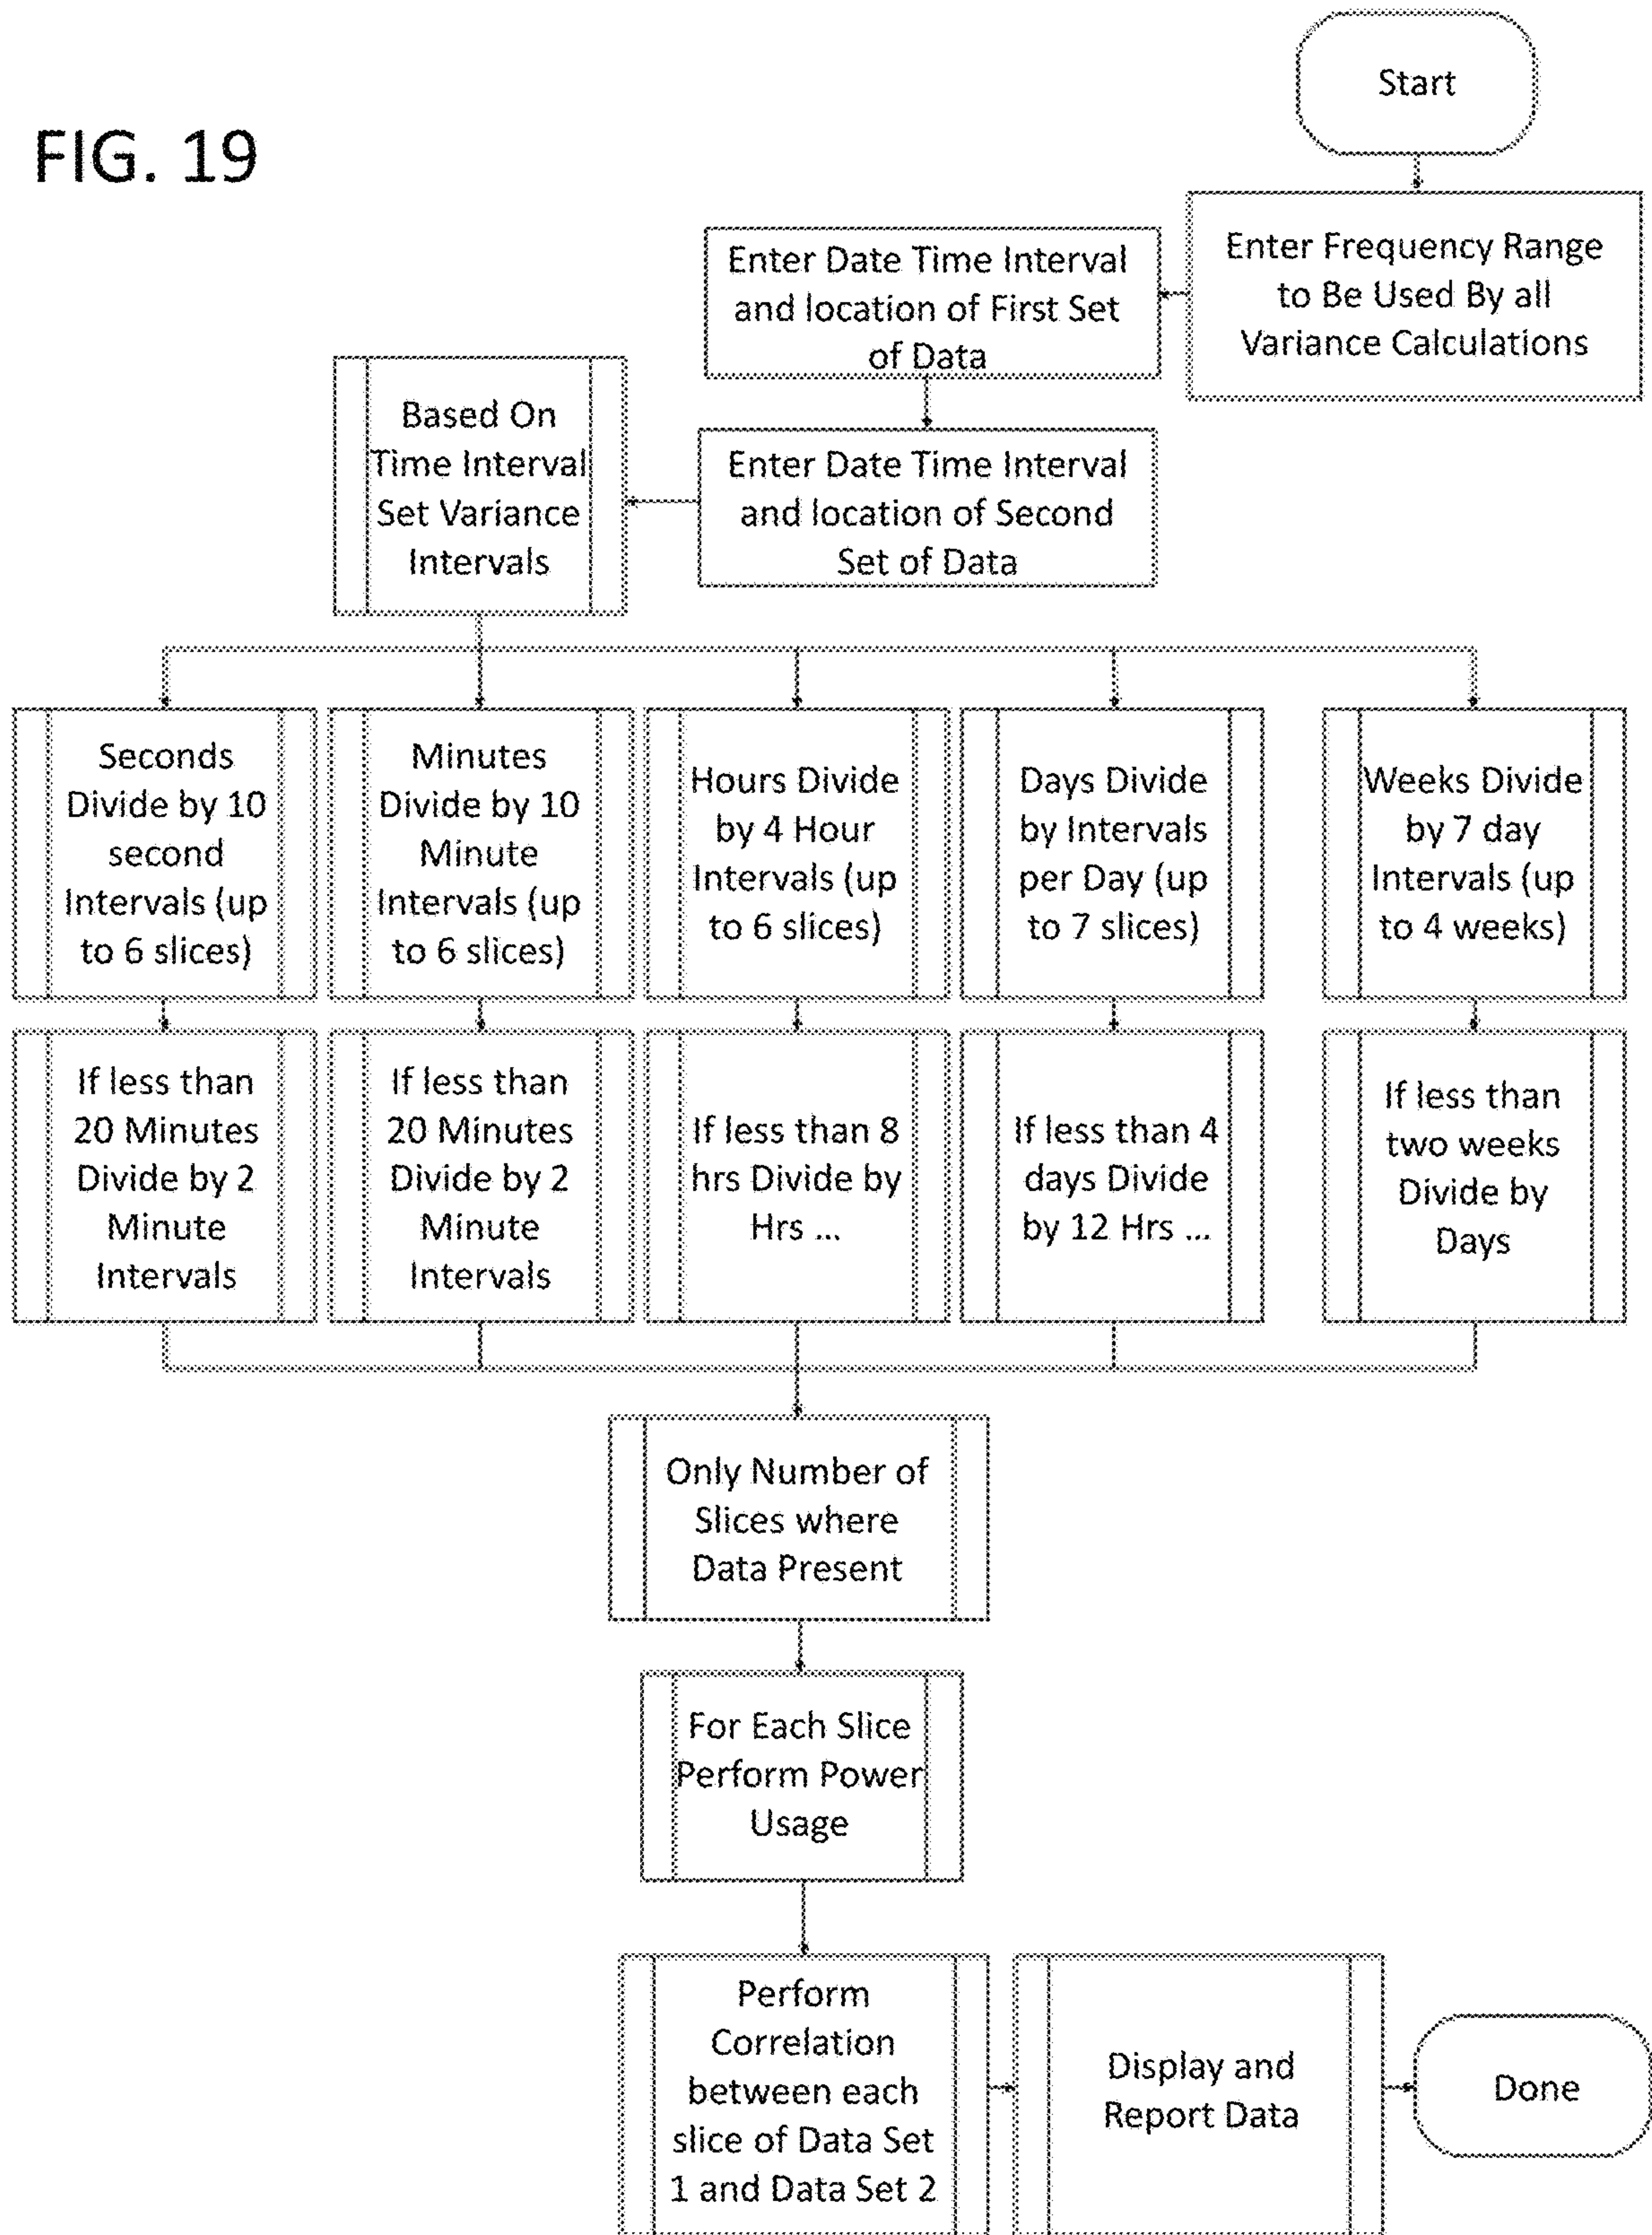 FIG. 19
Start
Enter Frequency Range
to Be Used By all
Variance Calculations
Enter Date Time Interval
and location of First Set
of Data
Enter Date Time Interval
and location of Second
Set of Data
Based On
Time Interval
Set Variance
Intervals
Seconds
Divide by 10
second
Intervals (up
to 6 slices)
Minutes
Divide by 10
Minute
Intervals (up
to 6 slices)
Hours Divide
by 4 Hour
Intervals (up
to 6 slices)
Days Divide
by Intervals
per Day (up
to 7 slices)
Weeks Divide
by 7 day
Intervals (up
to 4 weeks)
If less than
20 Minutes
Divide by 2
Minute
Intervals
If less than
20 Minutes
Divide by 2
Minute
Intervals
If less than 8
hrs Divide by
Hrs ...
If less than 4
days Divide
by 12 Hrs ...
If less than
two weeks
Divide by
Days
Only Number of
Slices where
Data Present
For Each Slice
Perform Power
Usage
Perform
Correlation
between each
slice of Data Set
1 and Data Set 2
Display and
Report Data
Done